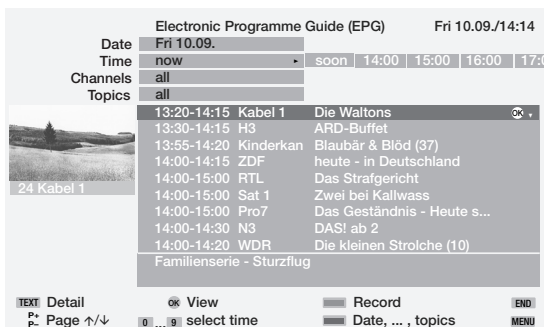 Electronic Programme Guide (EPG) Fri 10.09./14:14
Date Fri 10.09.
Time now soon 14:00 15:00 16:00 17:0
Channels all
Topics all
13:20-14:15 Kabel 1 Die Waltons OK
13:30-14:15 H3 ARD-Buffet
13:55-14:20 Kinderkan Blaubär & Blöd (37)
14:00-14:15 ZDF heute - in Deutschland
14:00-15:00 RTL Das Strafgericht
24 Kabel 1
14:00-15:00 Sat 1 Zwei bei Kallwass
14:00-15:00 Pro7 Das Geständnis - Heute s...
14:00-14:30 N3 DAS! ab 2
14:00-14:20 WDR Die kleinen Strolche (10)
Familienserie - Sturzflug
TEXT Detail OK View Record END
P+ P– Page ↑/↓ 0 ... 9 select time Date, ... , topics MENU